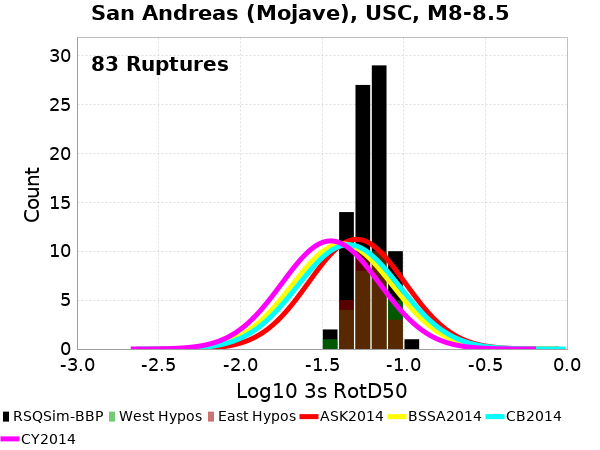 San Andreas (Mojave), USC, M8-8.5
83 Ruptures
Count
30
25
20
15
10
5
0
-3.0 -2.5 -2.0 -1.5 -1.0 -0.5 0.0
Log10 3s RotD50
RSQSim-BBP West Hypos East Hypos ASK2014 BSSA2014 CB2014
CY2014